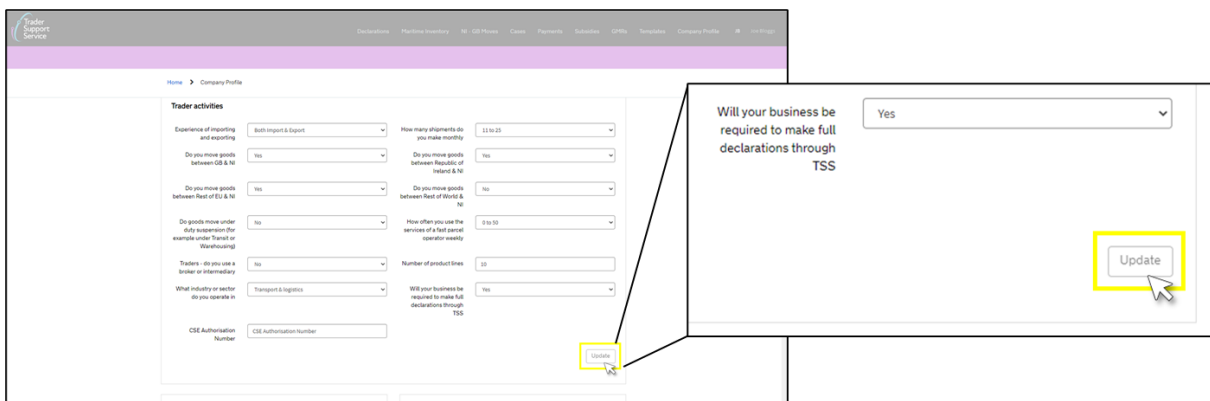 Trader
Support
Service
Declarations Maritime Inventory NI GB Moves Cases Payments Subsidies GMRs Templates Company Profile
Home > Company Profile
Trader activities
Experience of importing
and exporting
Both Import & Export
How many shipments do
you make monthly
11 to 25
Do you move goods
between GB & NI
Yes
Do you move goods
between Republic of
Ireland & NI
Yes
Do you move goods
between Rest of EU & NI
Yes
Do you move goods
between Rest of World &
NI
No
Do goods move under
duty suspension (for
example under Transit or
Warehousing)
No
How often you use the
services of a fast parcel
operator weekly
0 to 50
Traders - do you use a
broker or intermediary
No
Number of product lines
10
What industry or sector
do you operate in
Transport & logistics
Will your business be
required to make full
declarations through
TSS
Yes
CSE Authorisation
Number
CSE Authorisation Number
Update
Will your business be
required to make full
declarations through
TSS
Yes
Update